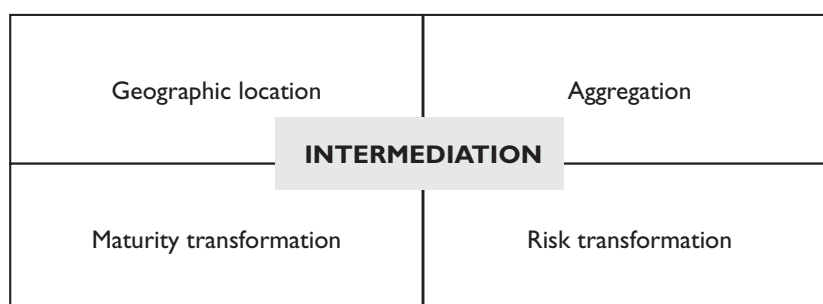 Geographic location
Aggregation
INTERMEDIATION
Maturity transformation
Risk transformation